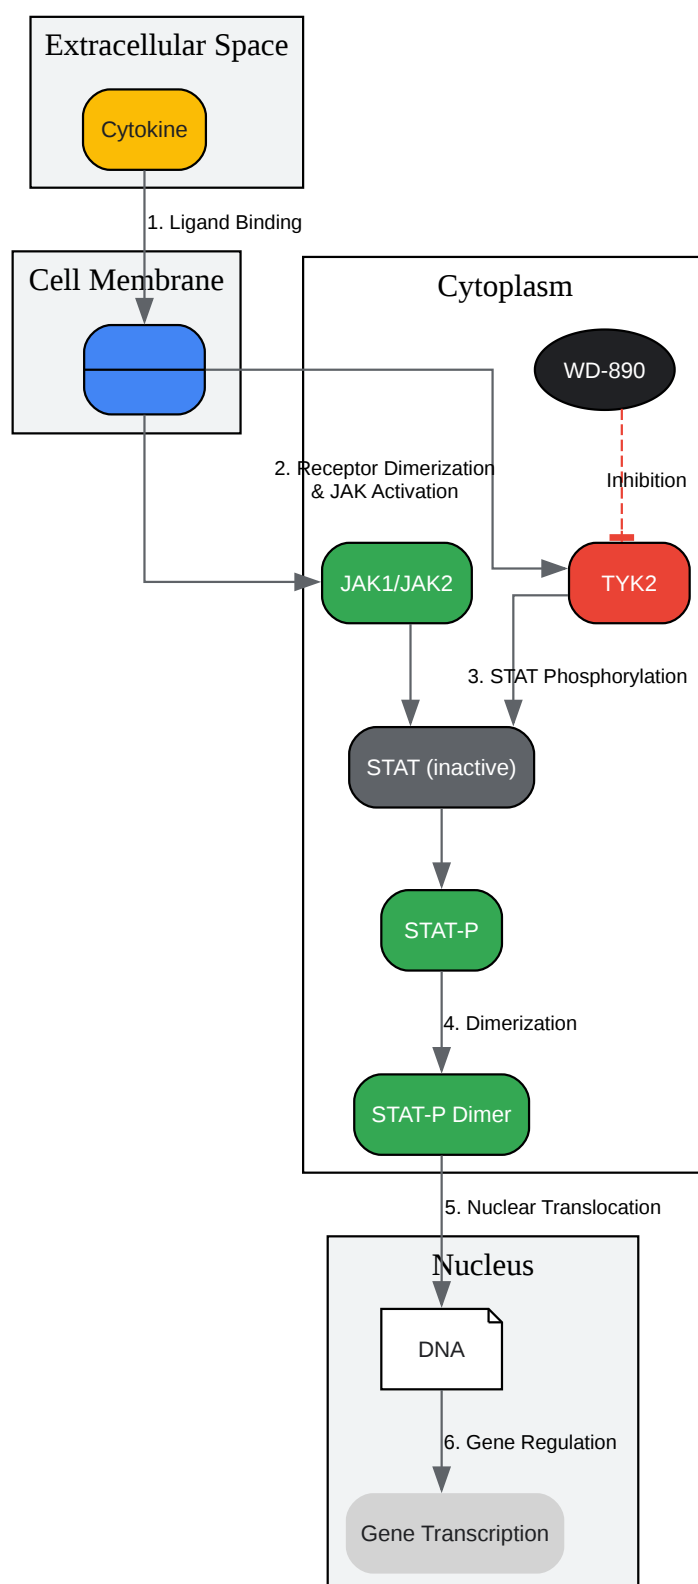 Extracellular Space
Cytokine
1. Ligand Binding
Cell Membrane
Cytoplasm
WD-890
2. Receptor Dimerization
& JAK Activation
Inhibition
JAK1/JAK2
TYK2
3. STAT Phosphorylation
STAT (inactive)
STAT-P
4. Dimerization
STAT-P Dimer
5. Nuclear Translocation
Nucleus
DNA
6. Gene Regulation
Gene Transcription